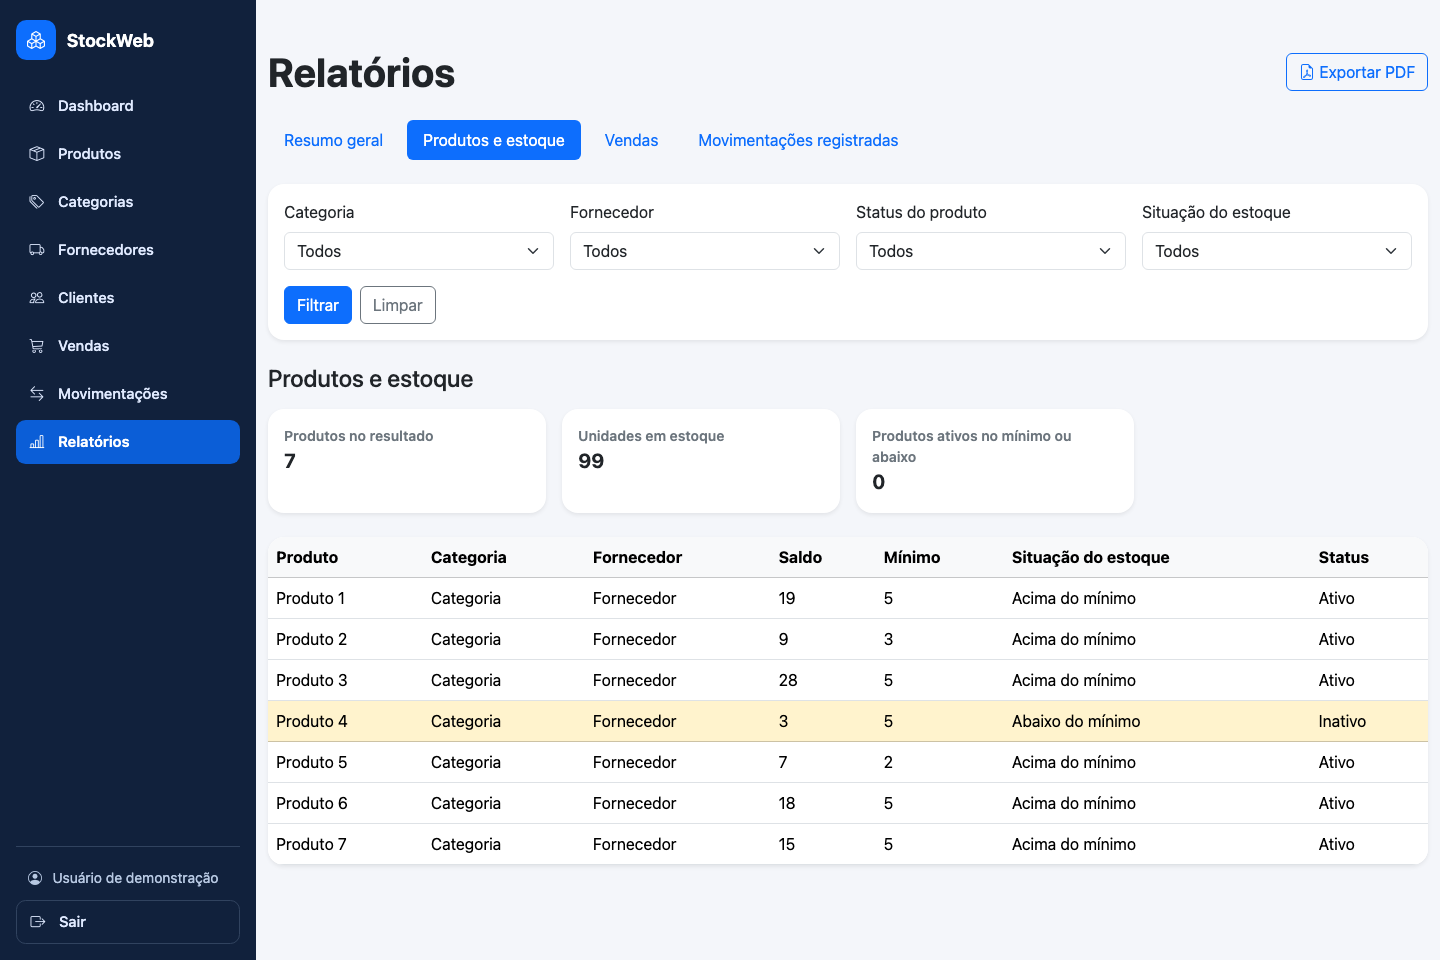 StockWeb
Dashboard
Produtos
Categorias
Fornecedores
Clientes
Vendas
Movimentações
Relatórios
Usuário de demonstração
Sair
Relatórios
Exportar PDF
Resumo geral Produtos e estoque Vendas Movimentações registradas
Categoria Fornecedor Status do produto Situação do estoque
Todos Todos Todos Todos
Filtrar Limpar
Produtos e estoque
Produtos no resultado
7
Unidades em estoque
99
Produtos ativos no mínimo ou
abaixo
0
Produto Categoria Fornecedor Saldo Mínimo Situação do estoque Status
Produto 1 Categoria Fornecedor 19 5 Acima do mínimo Ativo
Produto 2 Categoria Fornecedor 9 3 Acima do mínimo Ativo
Produto 3 Categoria Fornecedor 28 5 Acima do mínimo Ativo
Produto 4 Categoria Fornecedor 3 5 Abaixo do mínimo Inativo
Produto 5 Categoria Fornecedor 7 2 Acima do mínimo Ativo
Produto 6 Categoria Fornecedor 18 5 Acima do mínimo Ativo
Produto 7 Categoria Fornecedor 15 5 Acima do mínimo Ativo